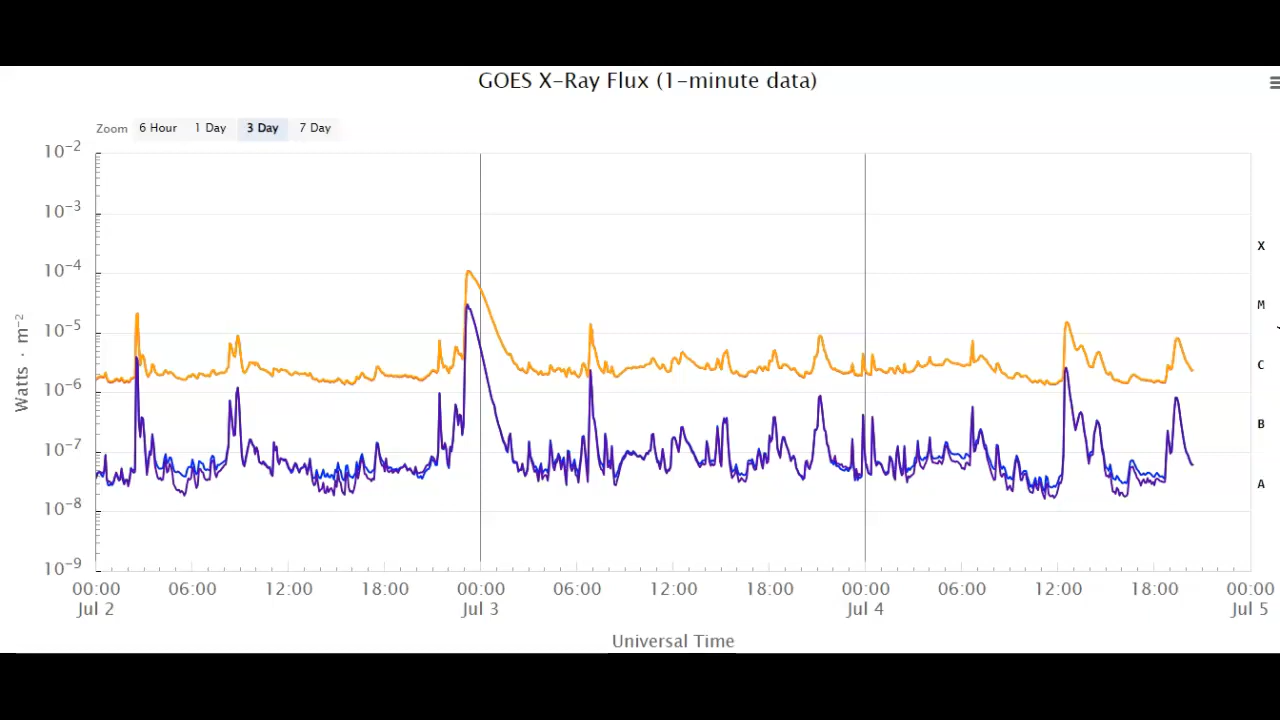 GOES X-Ray Flux (1-minute data)
Zoom 6 Hour 1 Day 3 Day 7 Day
10⁻²
10⁻³
10⁻⁴
10⁻⁵
10⁻⁶
10⁻⁷
10⁻⁸
10⁻⁹
Watts · m⁻²
X
M
C
B
A
00:00 06:00 12:00 18:00 00:00 06:00 12:00 18:00 00:00 06:00 12:00 18:00 00:00
Jul 2 Jul 3 Jul 4 Jul 5
Universal Time